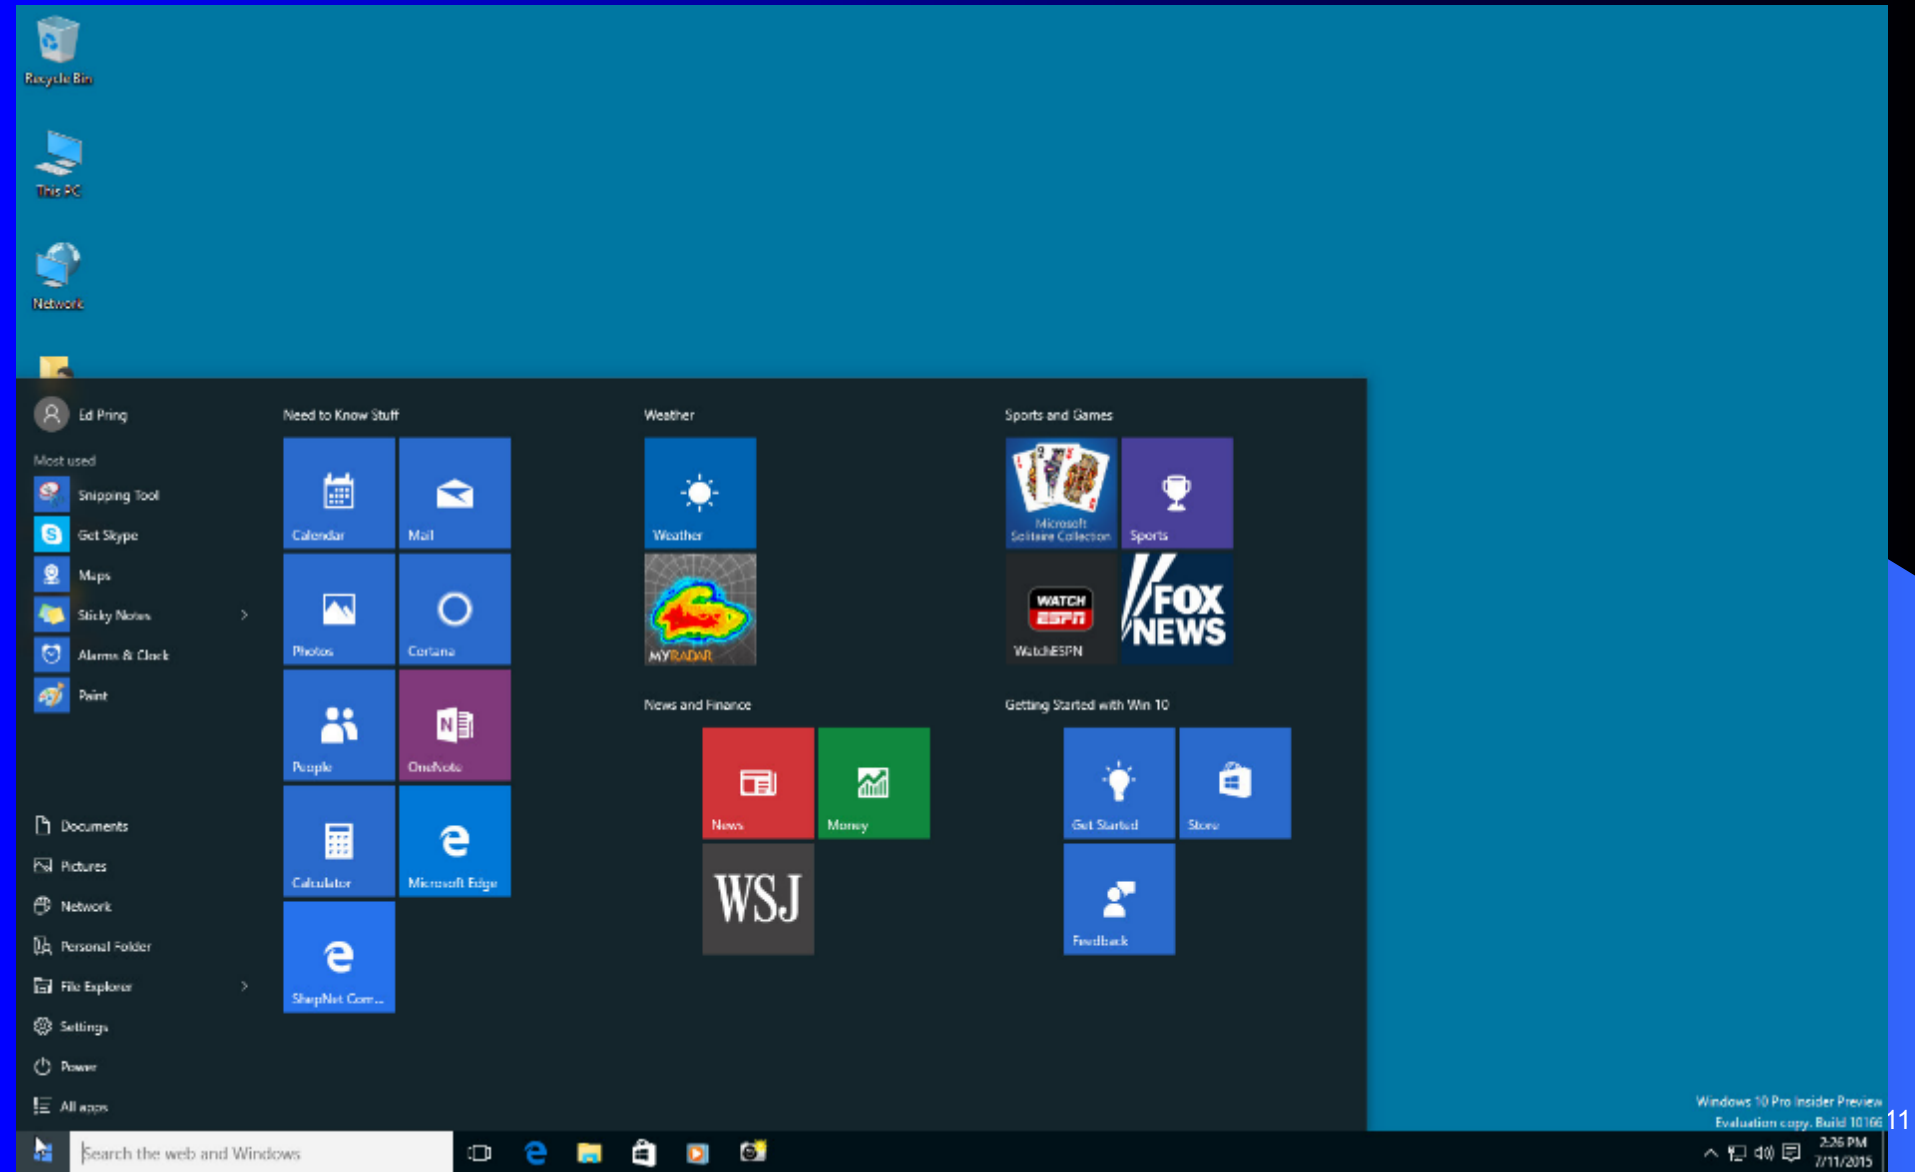 Recycle Bin
This PC
Network
Ed Pring
Most used
Snipping Tool
Get Skype
Maps
Sticky Notes
Alarms & Clock
Paint
Documents
Pictures
Network
Personal Folder
File Explorer
Settings
Power
All apps
Need to Know Stuff
Calendar
Mail
Photos
Cortana
People
N
OneNote
Calculator
Microsoft Edge
ShepNet Com...
Weather
Weather
MYRADAR
News and Finance
News
Money
WSJ
Sports and Games
Microsoft
Solitaire Collection
Sports
WATCH
ESPN
WatchESPN
FOX
NEWS
Getting Started with Win 10
Get Started
Store
Feedback
Windows 10 Pro Insider Preview
Evaluation copy. Build 10166
11
Search the web and Windows
2:26 PM
7/11/2015